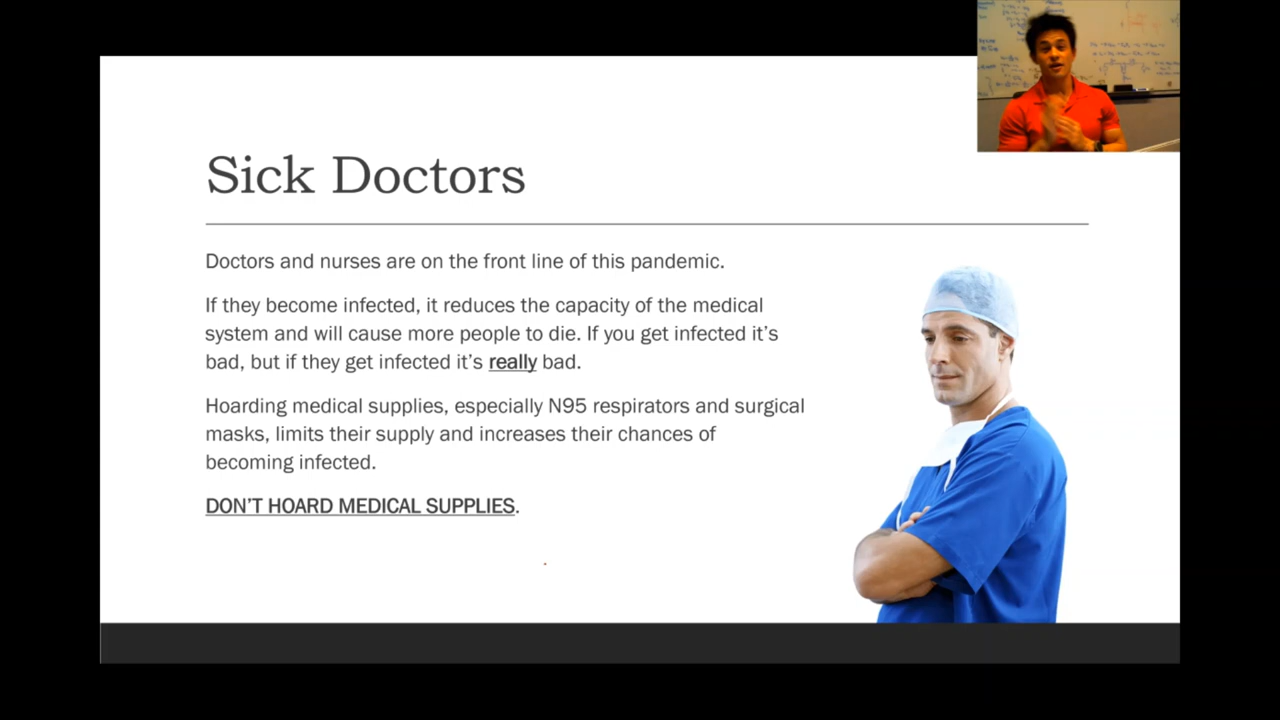 Sick Doctors
Doctors and nurses are on the front line of this pandemic.
If they become infected, it reduces the capacity of the medical
system and will cause more people to die. If you get infected it’s
bad, but if they get infected it’s really bad.
Hoarding medical supplies, especially N95 respirators and surgical
masks, limits their supply and increases their chances of
becoming infected.
DON’T HOARD MEDICAL SUPPLIES.